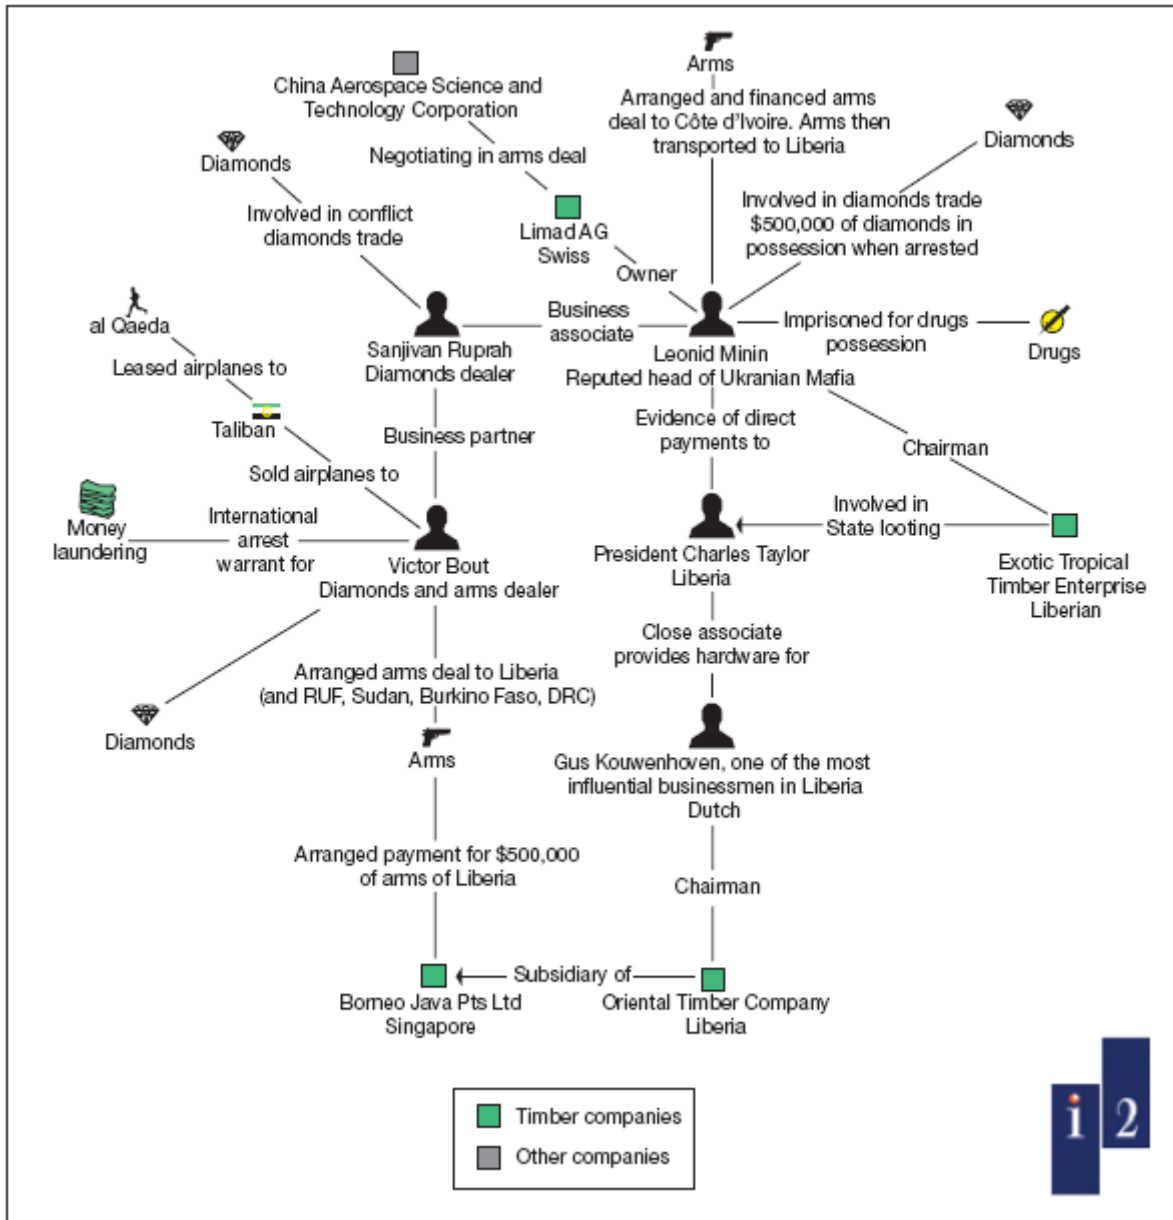 Arms
China Aerospace Science and
Technology Corporation
Arranged and financed arms
deal to Côte d'Ivoire. Arms then
transported to Liberia
Diamonds
Diamonds
Negotiating in arms deal
Involved in conflict
diamonds trade
Limad AG
Swiss
Involved in diamonds trade
$500,000 of diamonds in
possession when arrested
Owner
al Qaeda
Business
associate
Imprisoned for drugs
possession
Sanjivan Ruprah
Diamonds dealer
Leonid Minin
Reputed head of Ukranian Mafia
Drugs
Leased airplanes to
Taliban
Business partner
Evidence of direct
payments to
Chairman
Sold airplanes to
Money
laundering
International
arrest
warrant for
Involved in
State looting
Victor Bout
Diamonds and arms dealer
President Charles Taylor
Liberia
Exotic Tropical
Timber Enterprise
Liberian
Close associate
provides hardware for
Arranged arms deal to Liberia
(and RUF, Sudan, Burkino Faso, DRC)
Diamonds
Arms
Gus Kouwenhoven, one of the most
influential businessmen in Liberia
Dutch
Arranged payment for $500,000
of arms of Liberia
Chairman
Subsidiary of
Borneo Java Pts Ltd
Singapore
Oriental Timber Company
Liberia
Timber companies
Other companies
i2